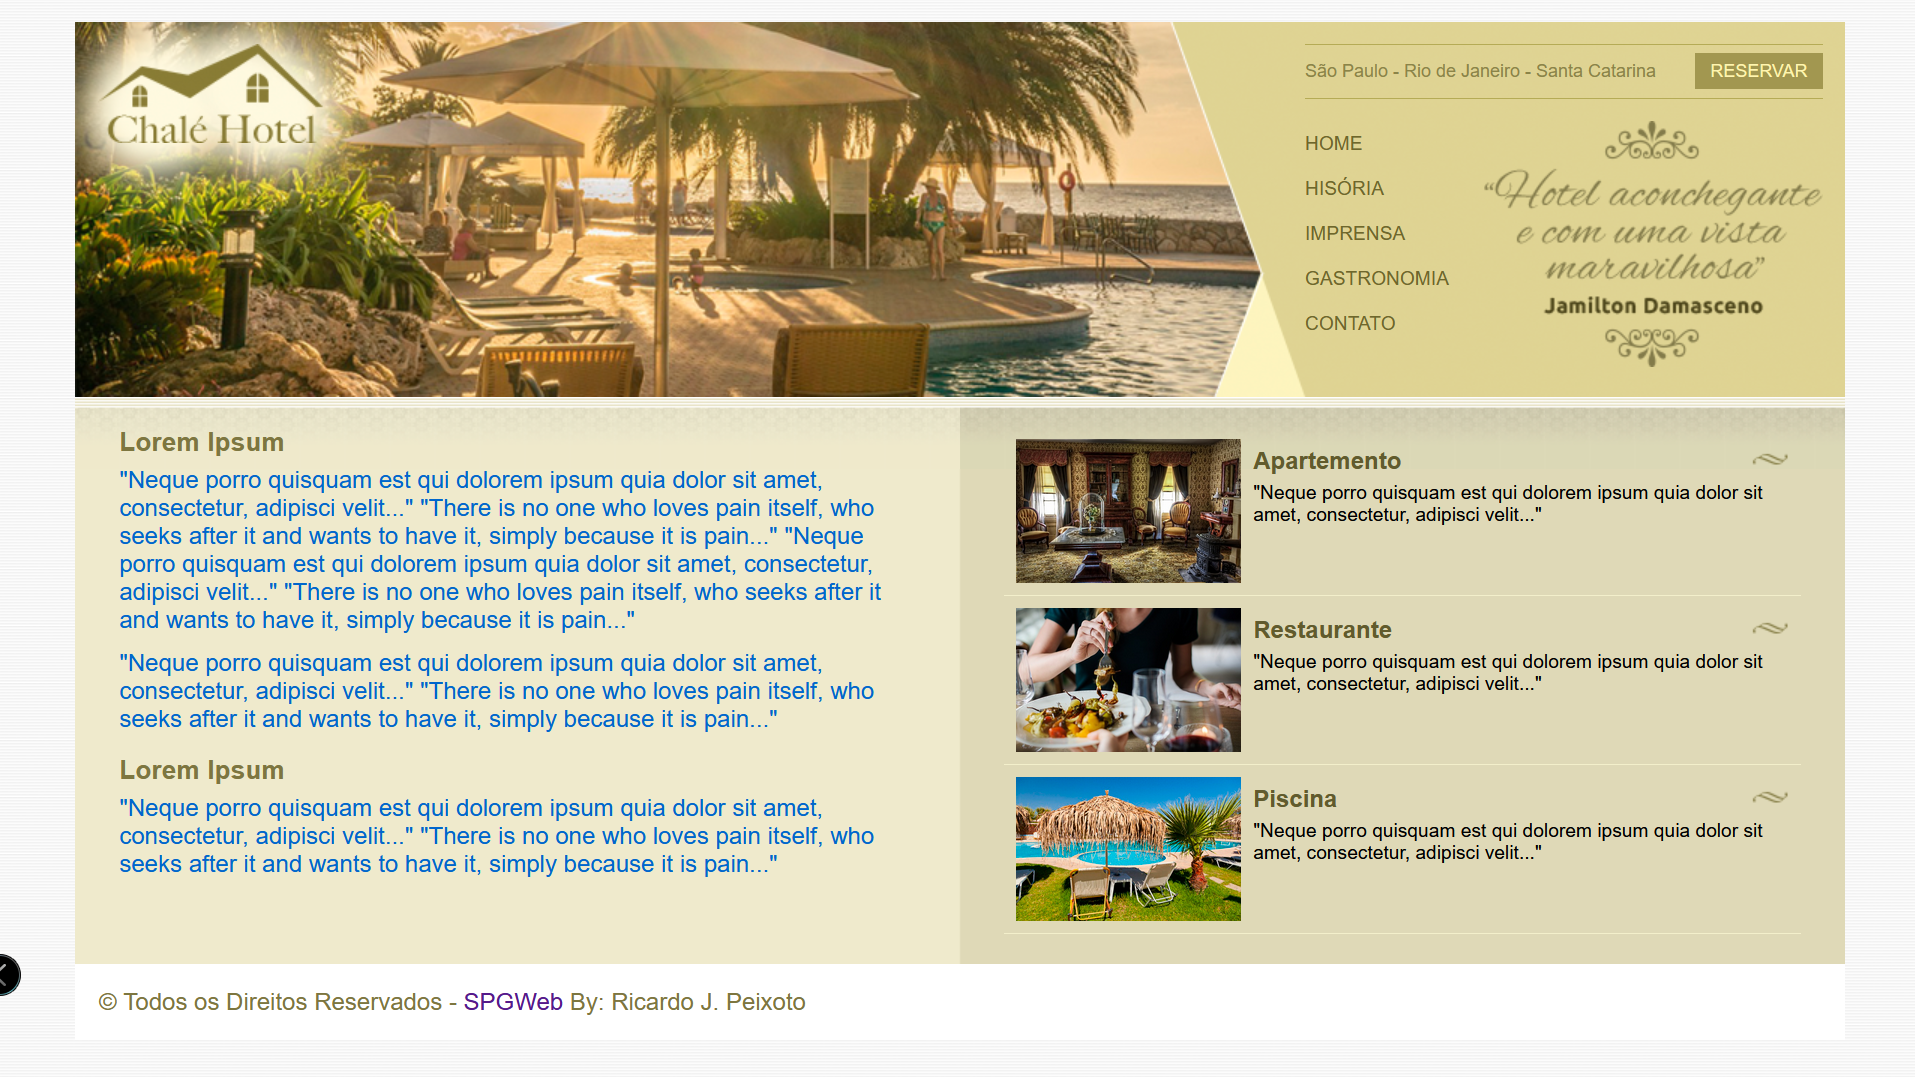 Chalé Hotel
São Paulo - Rio de Janeiro - Santa Catarina
RESERVAR
HOME
HISÓRIA
IMPRENSA
GASTRONOMIA
CONTATO
“Hotel aconchegante
e com uma vista
maravilhosa”
Jamilton Damasceno
Lorem Ipsum
"Neque porro quisquam est qui dolorem ipsum quia dolor sit amet,
consectetur, adipisci velit..." "There is no one who loves pain itself, who
seeks after it and wants to have it, simply because it is pain..." "Neque
porro quisquam est qui dolorem ipsum quia dolor sit amet, consectetur,
adipisci velit..." "There is no one who loves pain itself, who seeks after it
and wants to have it, simply because it is pain..."
"Neque porro quisquam est qui dolorem ipsum quia dolor sit amet,
consectetur, adipisci velit..." "There is no one who loves pain itself, who
seeks after it and wants to have it, simply because it is pain..."
Lorem Ipsum
"Neque porro quisquam est qui dolorem ipsum quia dolor sit amet,
consectetur, adipisci velit..." "There is no one who loves pain itself, who
seeks after it and wants to have it, simply because it is pain..."
Apartemento
"Neque porro quisquam est qui dolorem ipsum quia dolor sit
amet, consectetur, adipisci velit..."
Restaurante
"Neque porro quisquam est qui dolorem ipsum quia dolor sit
amet, consectetur, adipisci velit..."
Piscina
"Neque porro quisquam est qui dolorem ipsum quia dolor sit
amet, consectetur, adipisci velit..."
© Todos os Direitos Reservados - SPGWeb By: Ricardo J. Peixoto